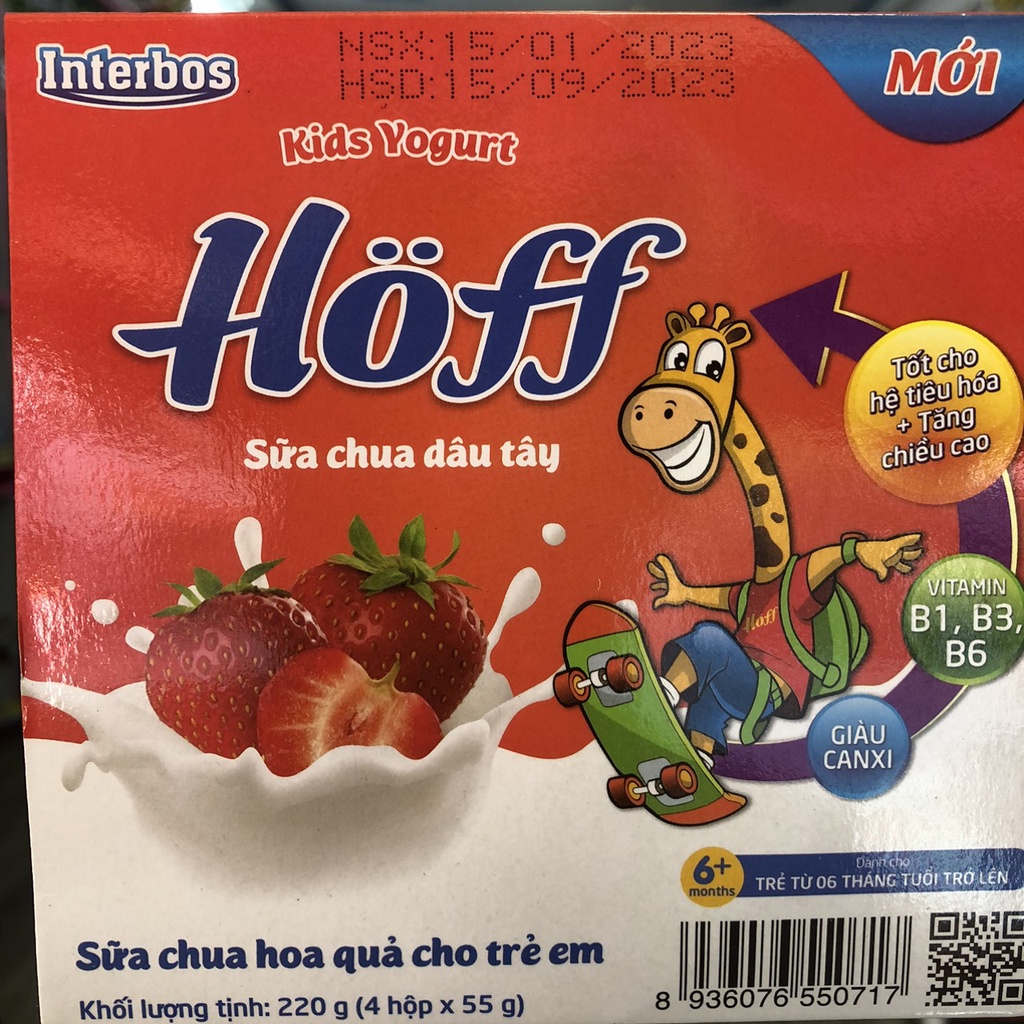 Interbos
NSX:15/01/2023
HSD:15/09/2023
MỚI
Kids Yogurt
Höff
Sữa chua dâu tây
Tốt cho
hệ tiêu hóa
+ Tăng
chiều cao
Höff
VITAMIN
B1, B3,
B6
GIÀU
CANXI
6+
months
Dành cho
TRẺ TỪ 06 THÁNG TUỔI TRỞ LÊN
Sữa chua hoa quả cho trẻ em
Khối lượng tịnh: 220 g (4 hộp x 55 g)
8 936076 550717